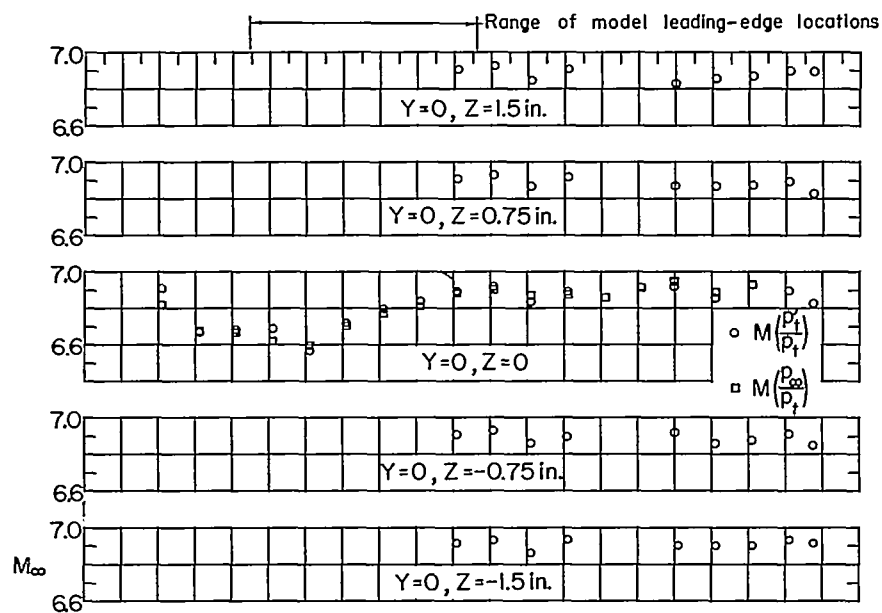 Range of model leading-edge locations
7.0
6.6
Y=0, Z=1.5 in.
7.0
6.6
Y=0, Z=0.75 in.
7.0
6.6
Y=0, Z=0
○ M(p't/pt)
□ M(p∞/pt)
7.0
6.6
Y=0, Z=-0.75 in.
7.0
M∞
6.6
Y=0, Z=-1.5 in.